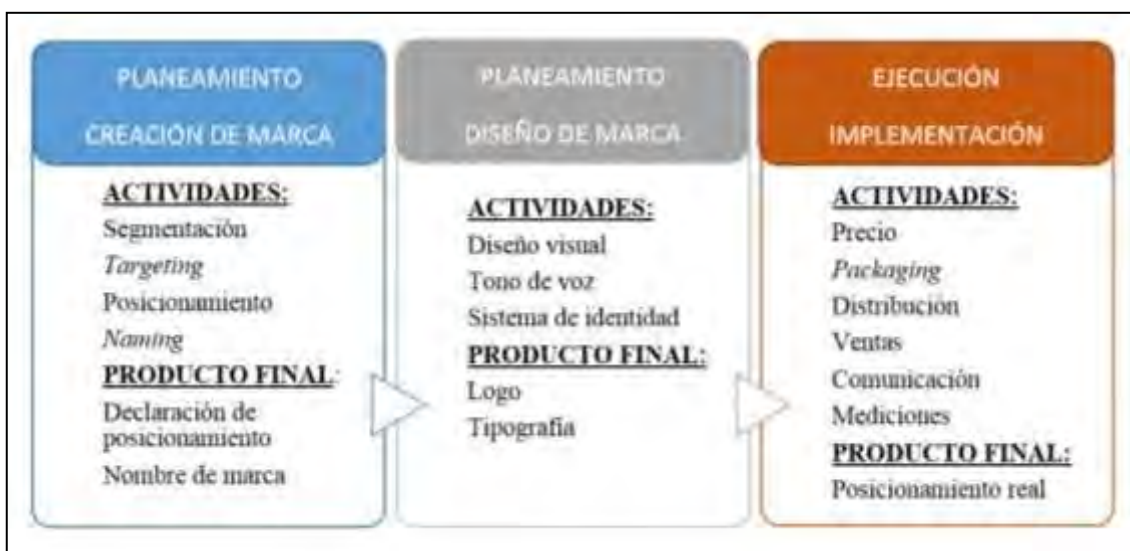 PLANEAMIENTO
CREACIÓN DE MARCA
ACTIVIDADES:
Segmentación
Targeting
Posicionamiento
Naming
PRODUCTO FINAL:
Declaración de
posicionamiento
Nombre de marca
PLANEAMIENTO
DISEÑO DE MARCA
ACTIVIDADES:
Diseño visual
Tono de voz
Sistema de identidad
PRODUCTO FINAL:
Logo
Tipografía
EJECUCIÓN
IMPLEMENTACIÓN
ACTIVIDADES:
Precio
Packaging
Distribución
Ventas
Comunicación
Mediciones
PRODUCTO FINAL:
Posicionamiento real